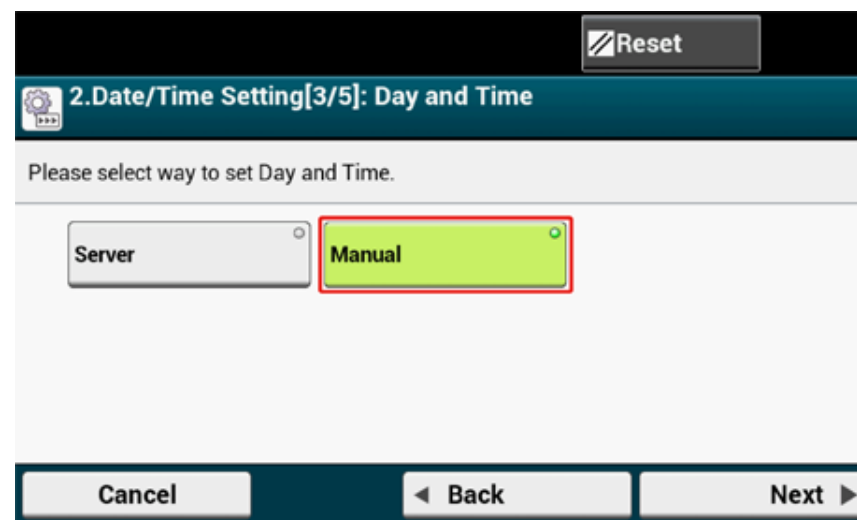 Reset
2.Date/Time Setting[3/5]: Day and Time
Please select way to set Day and Time.
Server
Manual
Cancel
Back
Next